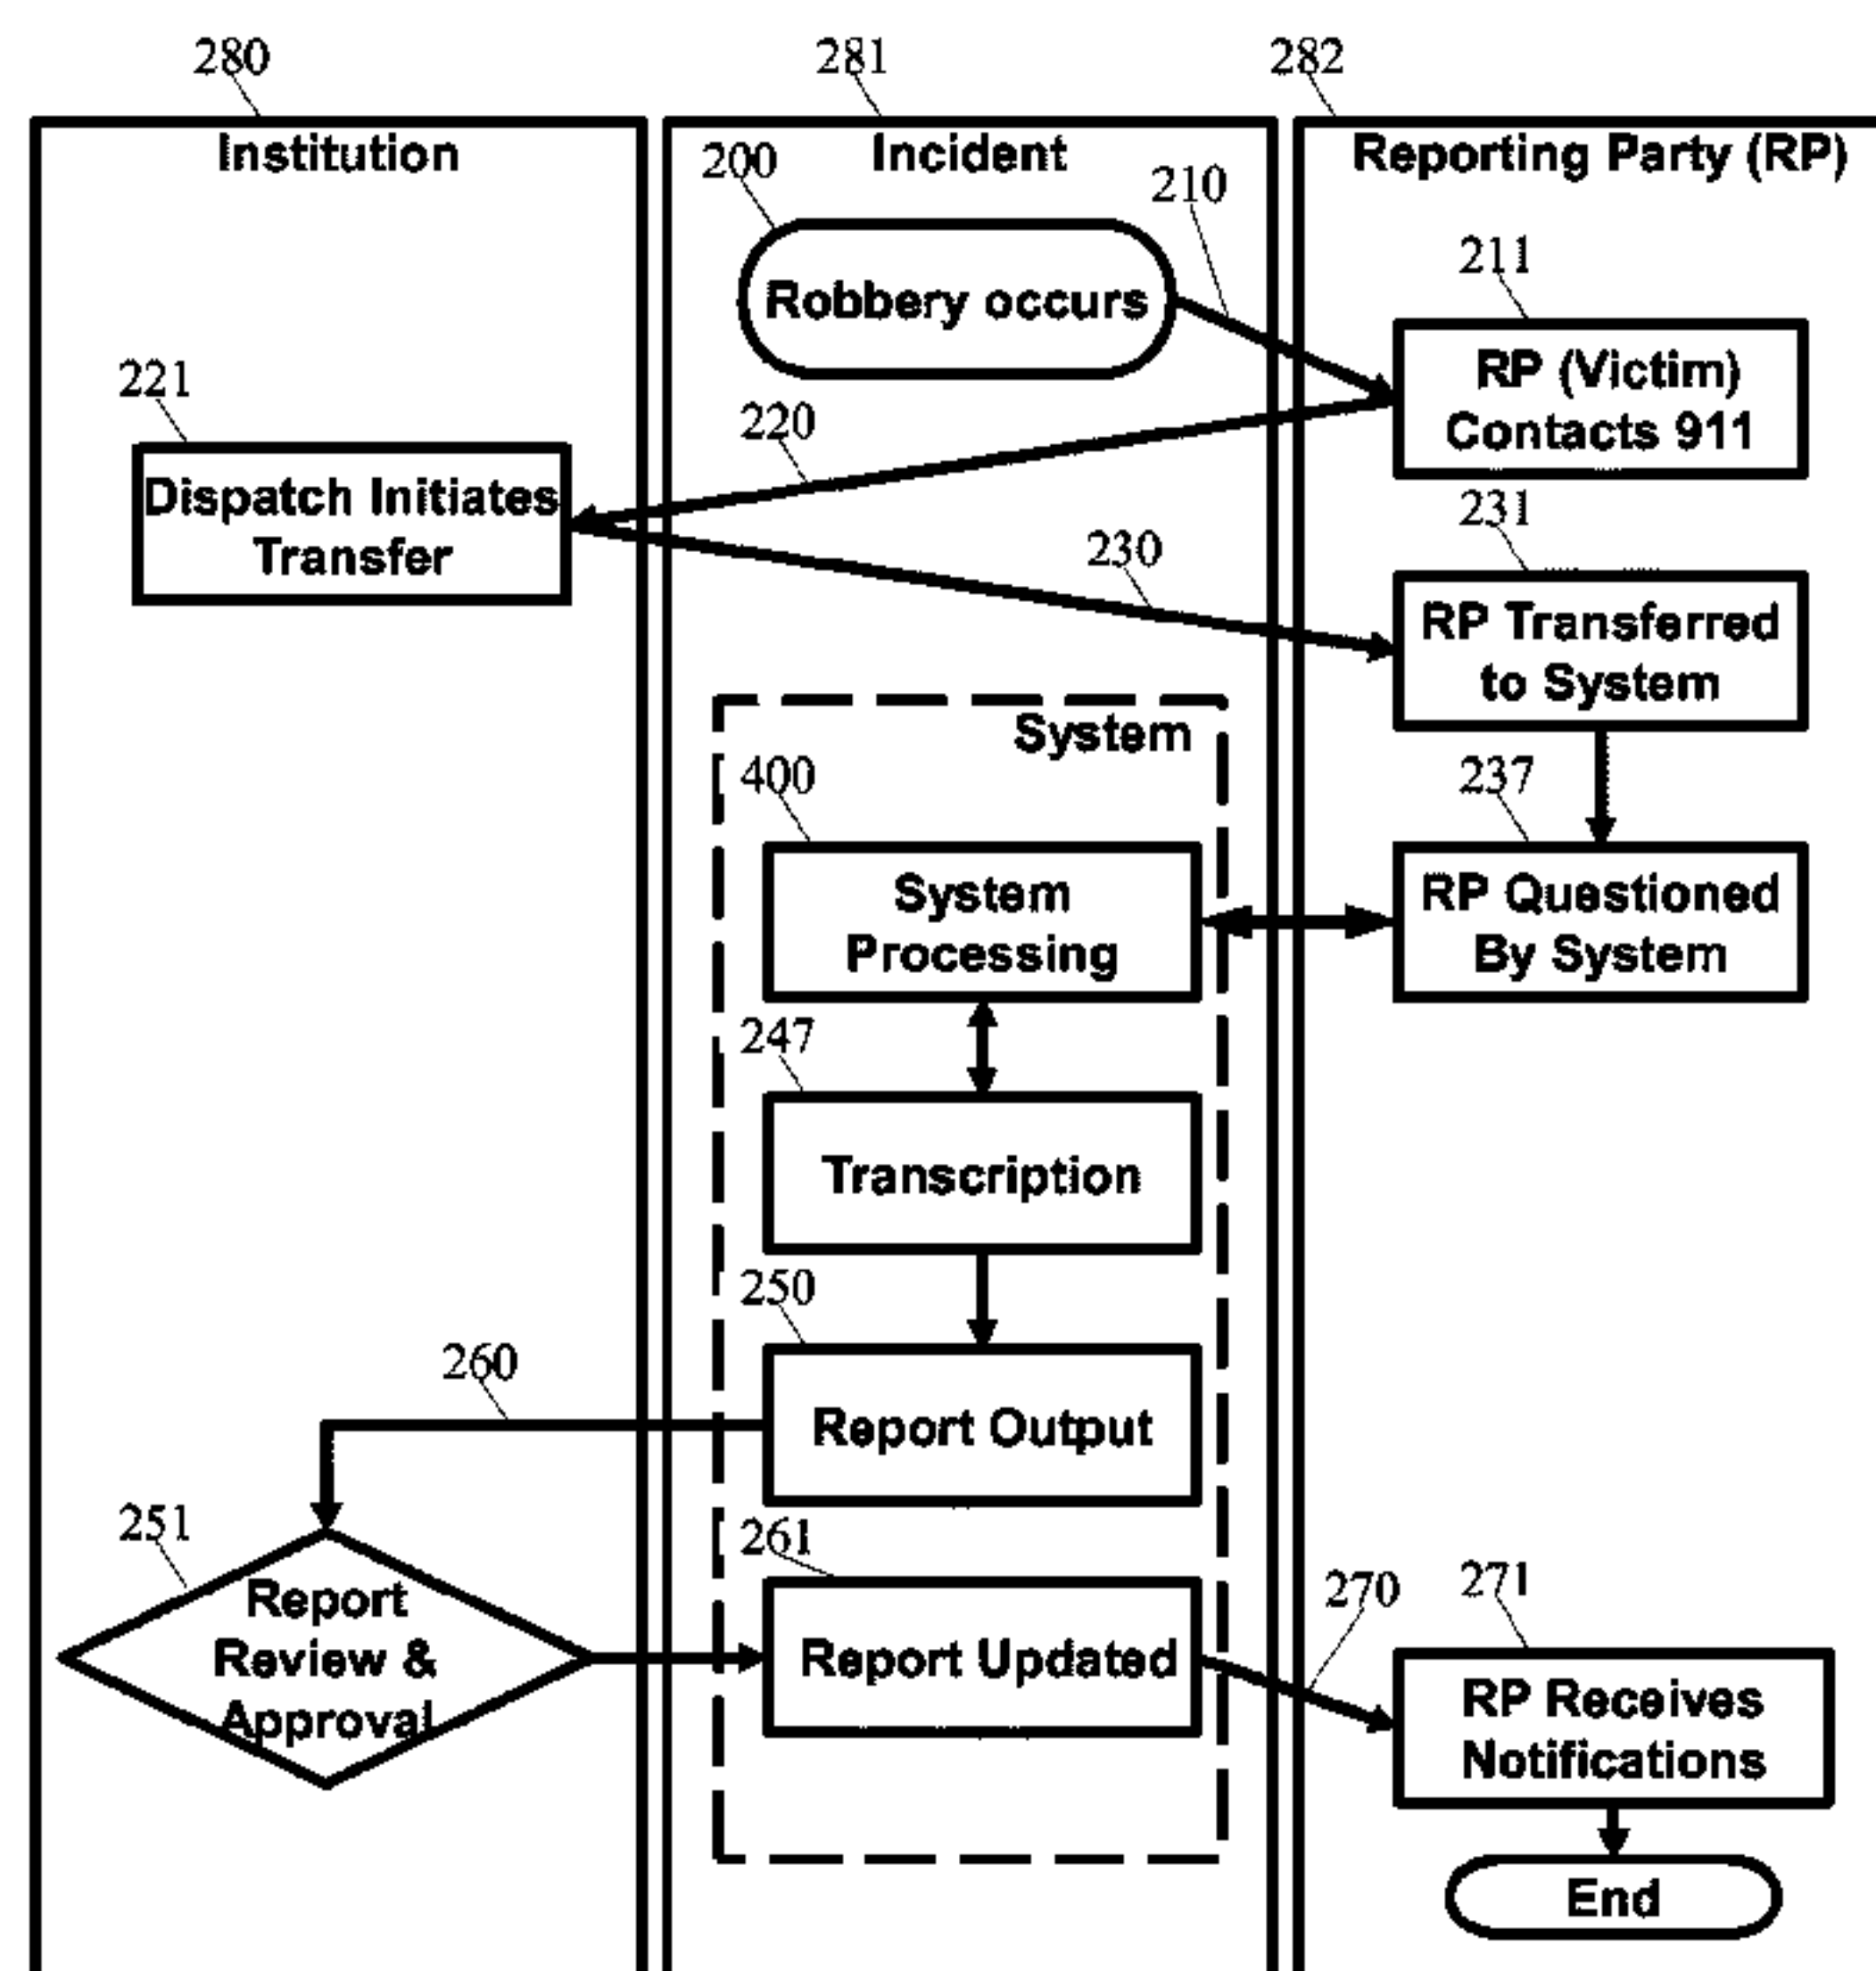 280
281
282
Institution
Incident
Reporting Party (RP)
200
210
Robbery occurs
211
RP (Victim)
Contacts 911
221
220
Dispatch Initiates
Transfer
230
231
RP Transferred
to System
System
400
237
System
Processing
RP Questioned
By System
247
Transcription
250
260
Report Output
251
261
270
271
Report
Review &
Approval
Report Updated
RP Receives
Notifications
End